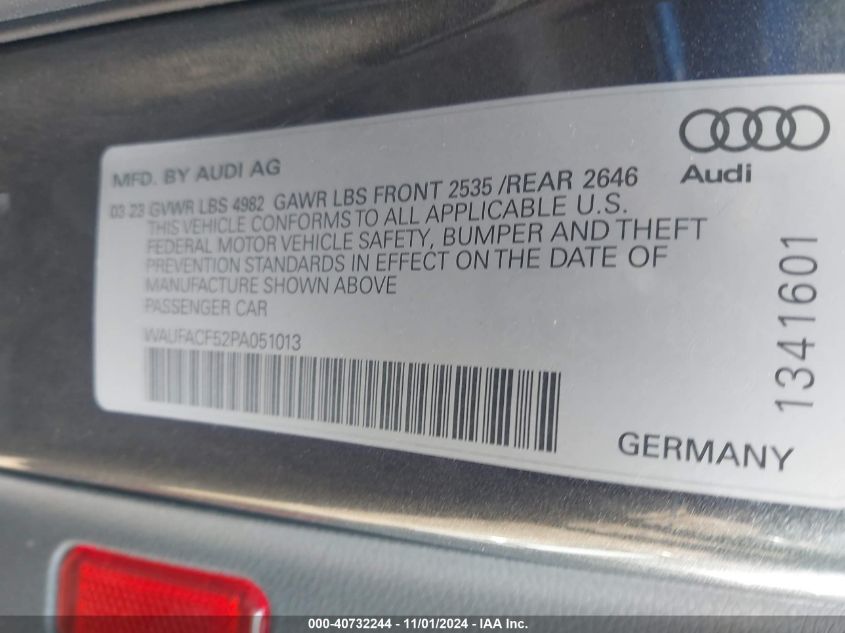 MFD. BY AUDI AG
03 23 GVWR LBS 4982 GAWR LBS FRONT 2535 /REAR 2646
THIS VEHICLE CONFORMS TO ALL APPLICABLE U.S.
FEDERAL MOTOR VEHICLE SAFETY, BUMPER AND THEFT
PREVENTION STANDARDS IN EFFECT ON THE DATE OF
MANUFACTURE SHOWN ABOVE
PASSENGER CAR
WAUFACF52PA051013
Audi
1341601
GERMANY
000-40732244 - 11/01/2024 - IAA Inc.